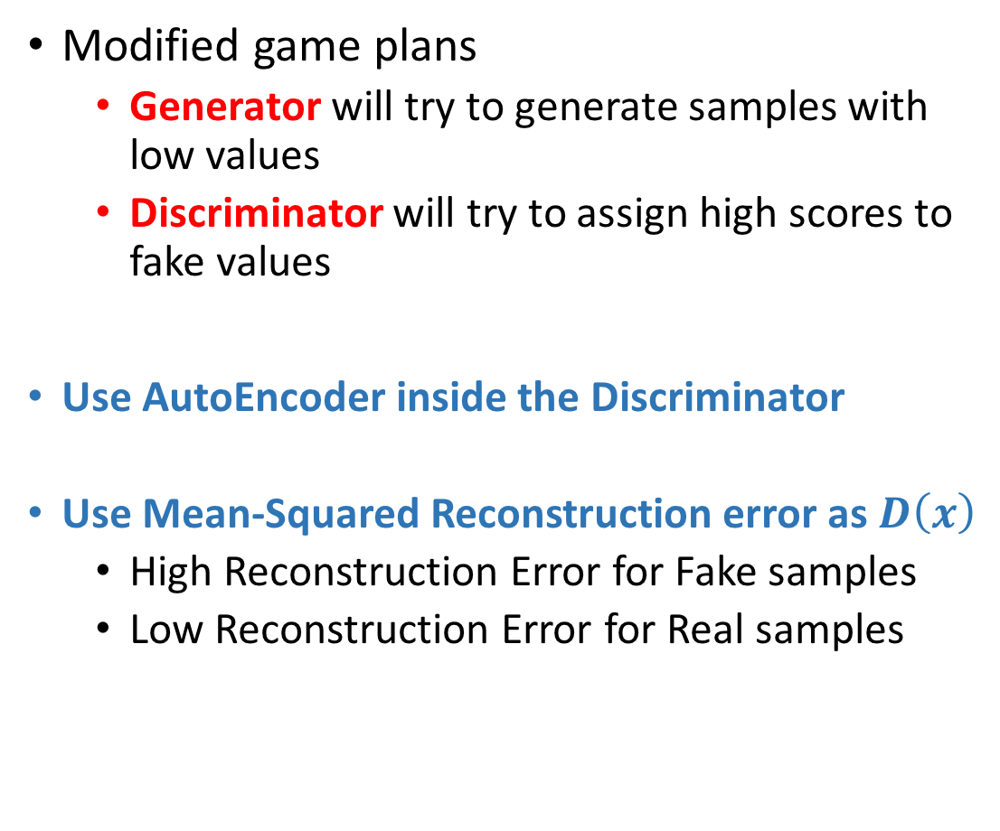 • Modified game plans
• Generator will try to generate samples with
low values
• Discriminator will try to assign high scores to
fake values
• Use AutoEncoder inside the Discriminator
• Use Mean-Squared Reconstruction error as D(x)
• High Reconstruction Error for Fake samples
• Low Reconstruction Error for Real samples